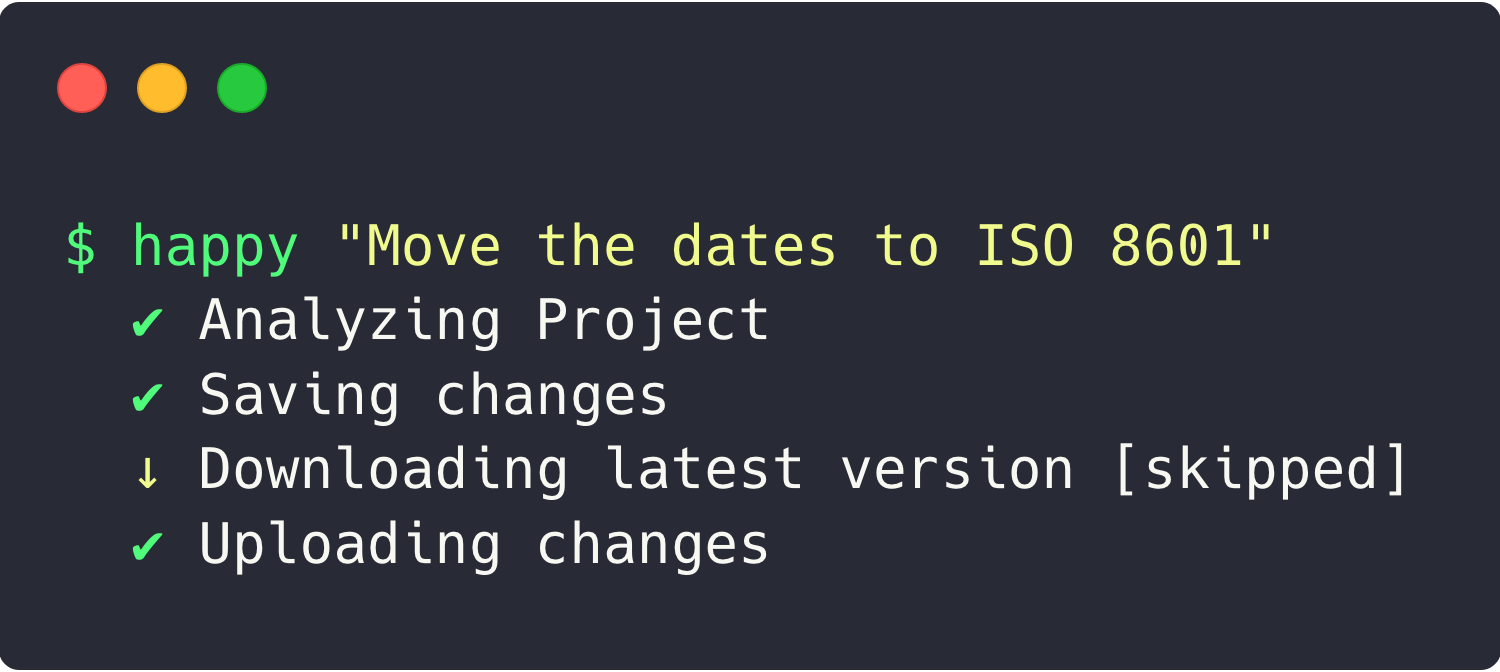 $ happy "Move the dates to ISO 8601"
✔ Analyzing Project
✔ Saving changes
↓ Downloading latest version [skipped]
✔ Uploading changes